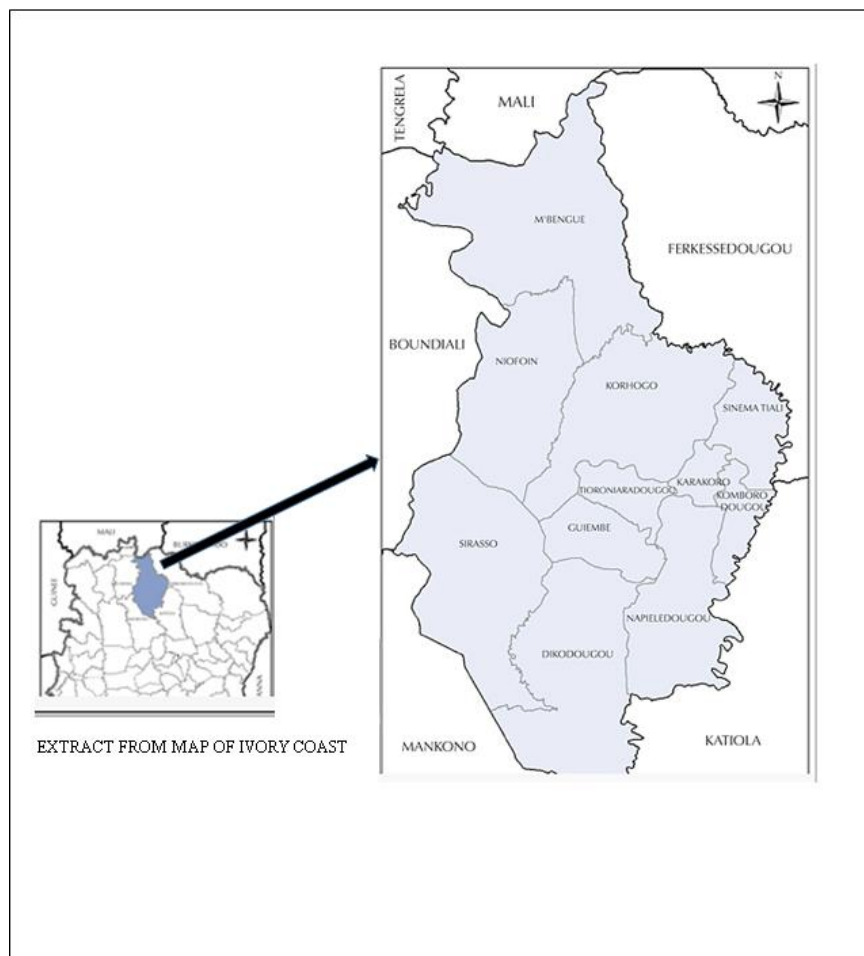 N
MALI
TENGRELA
M'BENGUE
FERKESSEDOUGOU
BOUNDIALI
NIOFOIN
KORHOGO
SINEMA TIALI
KARAKORO
TIORONIARADOUGOU
KOMBORO
DOUGOU
GUIEMBE
SIRASSO
NAPIELEDOUGOU
DIKODOUGOU
MANKONO
KATIOLA
MALI
GUINEE
EXTRACT FROM MAP OF IVORY COAST